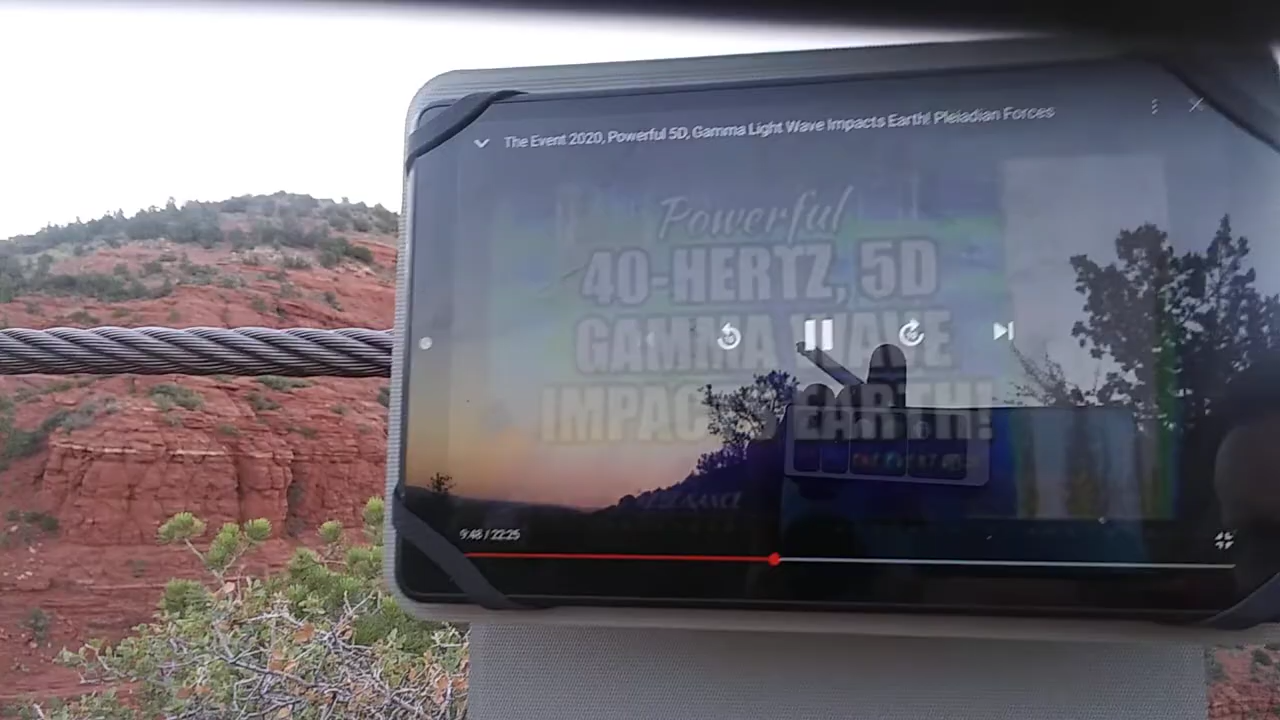 The Event 2020, Powerful 5D, Gamma Light Wave Impacts Earth! Pleiadian Forces
Powerful
40-HERTZ, 5D
GAMMA WAVE
IMPACTS EARTH!
9:48 / 22:25